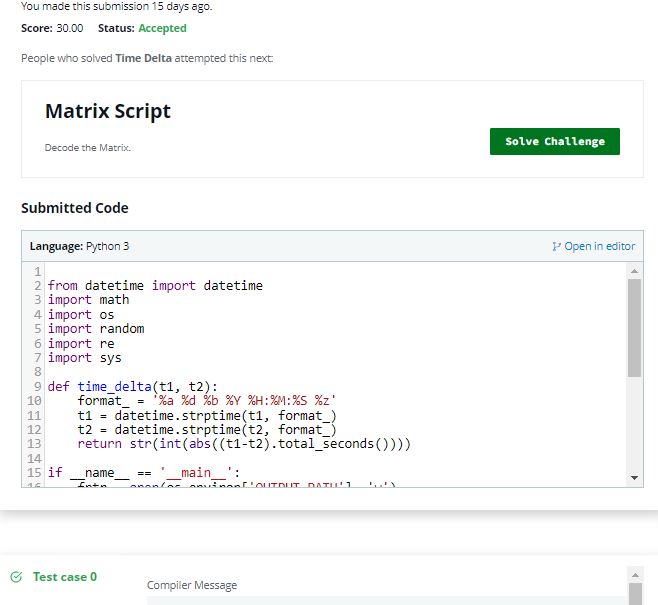 You made this submission 15 days ago.
Score: 30.00 Status: Accepted
People who solved Time Delta attempted this next:
Matrix Script
Decode the Matrix.
Solve Challenge
Submitted Code
Language: Python 3
Open in editor
1
2 from datetime import datetime
3 import math
4 import os
5 import random
6 import re
7 import sys
8
9 def time_delta(t1, t2):
10     format_ = '%a %d %b %Y %H:%M:%S %z'
11     t1 = datetime.strptime(t1, format_)
12     t2 = datetime.strptime(t2, format_)
13     return str(int(abs((t1-t2).total_seconds())))
14
15 if __name__ == '__main__':
16     fptr = open(os.environ['OUTPUT_PATH'], 'w')
Test case 0
Compiler Message